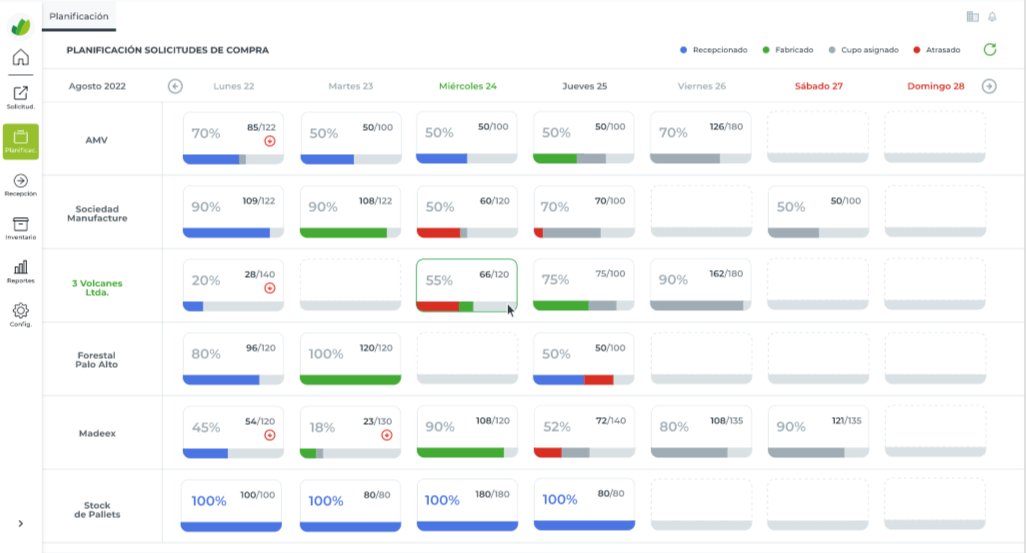 Planificación
PLANIFICACIÓN SOLICITUDES DE COMPRA
Recepcionado Fabricado Cupo asignado Atrasado
Agosto 2022 Lunes 22 Martes 23 Miércoles 24 Jueves 25 Viernes 26 Sábado 27 Domingo 28
Solicitud.
Planificac.
Recepción
Inventario
Reportes
Config.
AMV
70% 85/122 50% 50/100 50% 50/100 50% 50/100 70% 126/180
Sociedad
Manufacture
90% 109/122 90% 108/122 50% 60/120 70% 70/100 50% 50/100
3 Volcanes
Ltda.
20% 28/140 55% 66/120 75% 75/100 90% 162/180
Forestal
Palo Alto
80% 96/120 100% 120/120 50% 50/100
Madeex
45% 54/120 18% 23/130 90% 108/120 52% 72/140 80% 108/135 90% 121/135
Stock
de Pallets
100% 100/100 100% 80/80 100% 180/180 100% 80/80